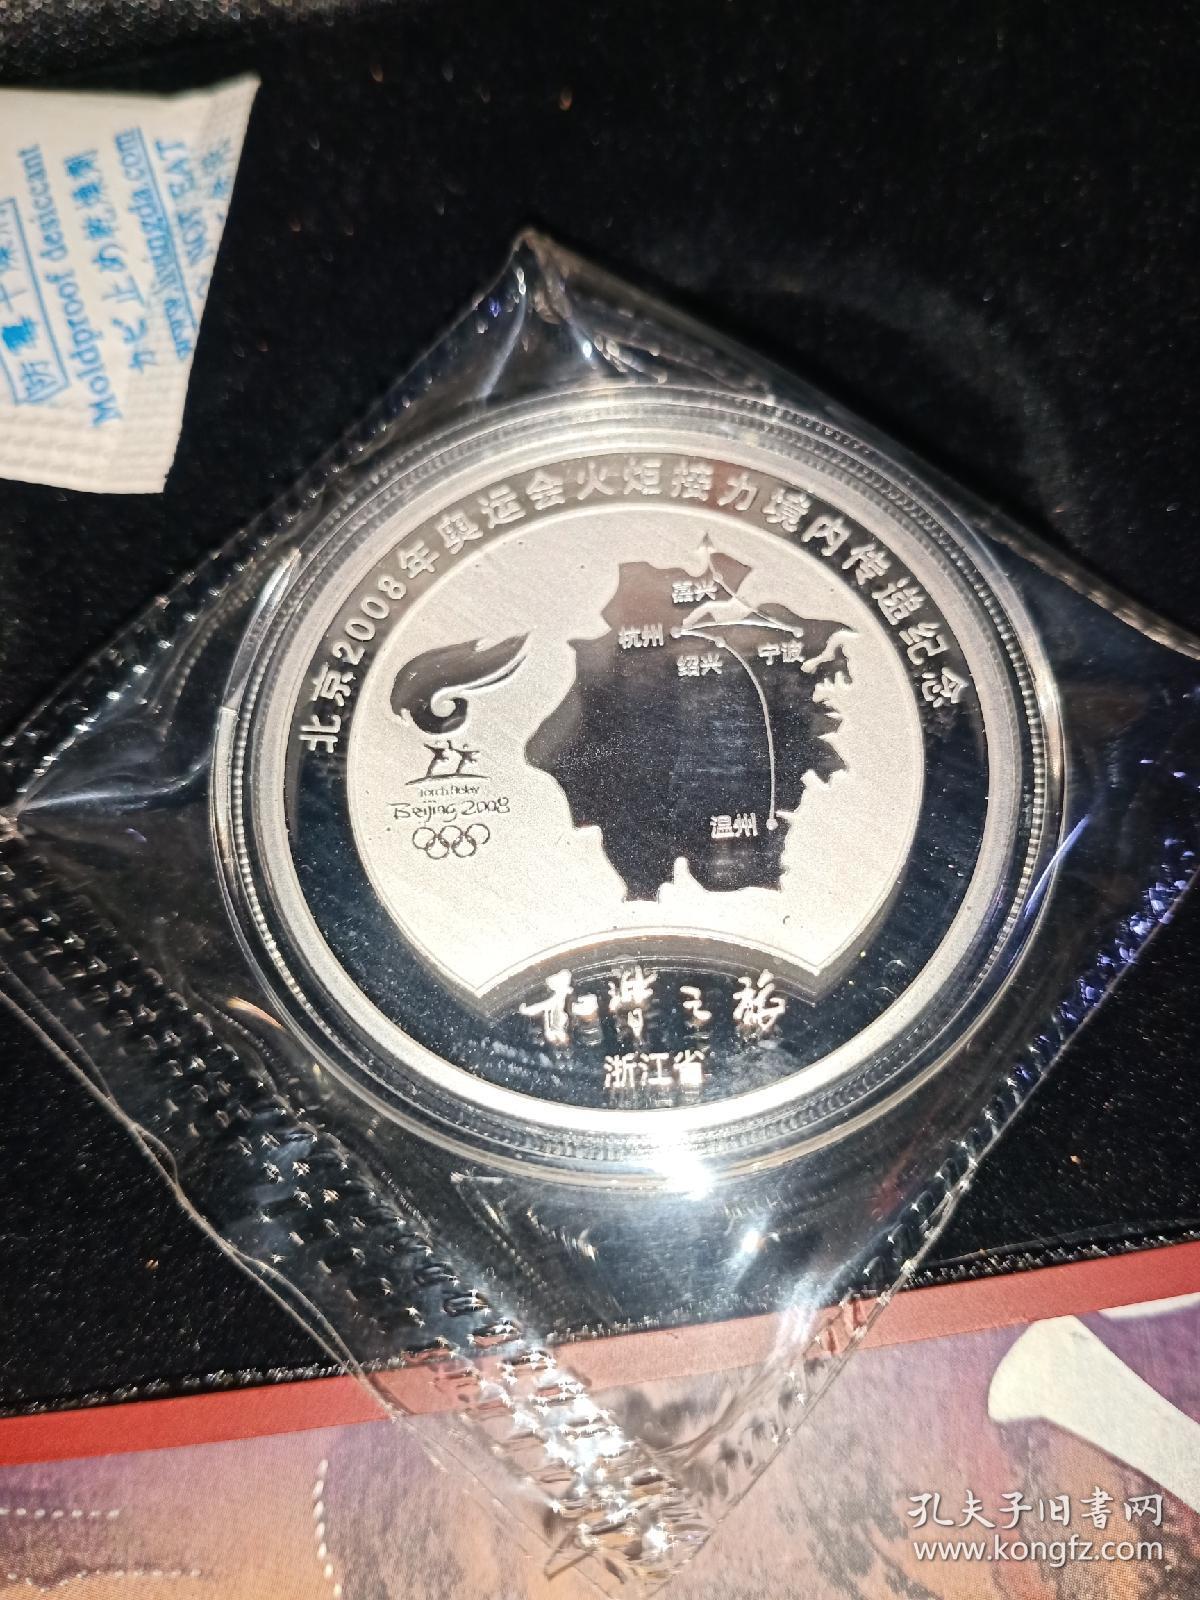 防霉干燥剂
Moldproof desiccant
カビ止め乾燥剤
DO NOT EAT
北京2008年奥运会火炬接力境内传递纪念
嘉兴
杭州
绍兴
宁波
温州
Torch Relay
Beijing 2008
和谐之旅
浙江省
孔夫子旧书网
www.kongfz.com